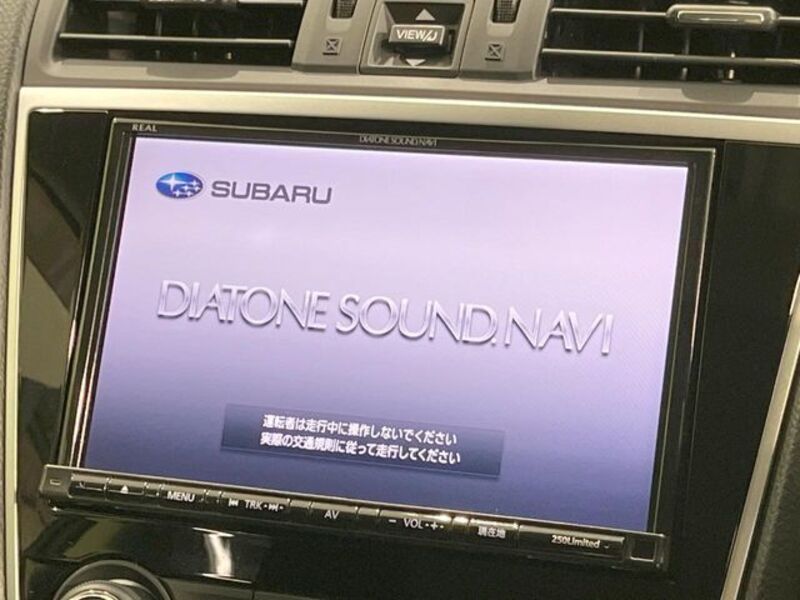 VIEW/J
REAL
DIATONE SOUND.NAVI
SUBARU
DIATONE SOUND.NAVI
運転者は走行中に操作しないでください
実際の交通規則に従って走行してください
MENU
TRK
AV
- VOL +
現在地
250Limited